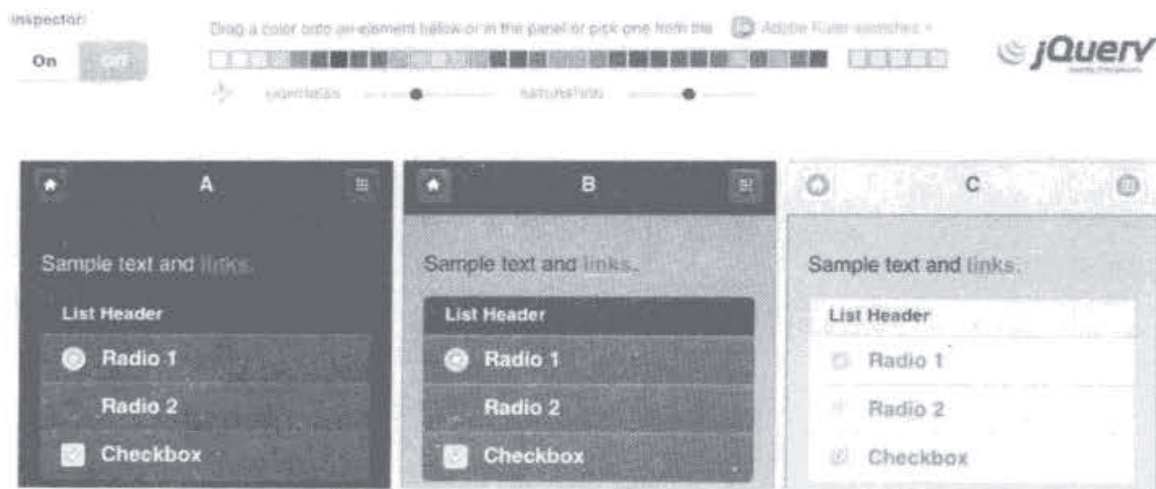 Inspector:
Drag a color onto an element below or in the panel or pick one from the Adobe Kuler swatches
On Off
jQuery
LIGHTNESS SATURATION
A B C
Sample text and links. Sample text and links. Sample text and links.
List Header List Header List Header
Radio 1 Radio 1 Radio 1
Radio 2 Radio 2 Radio 2
Checkbox Checkbox Checkbox